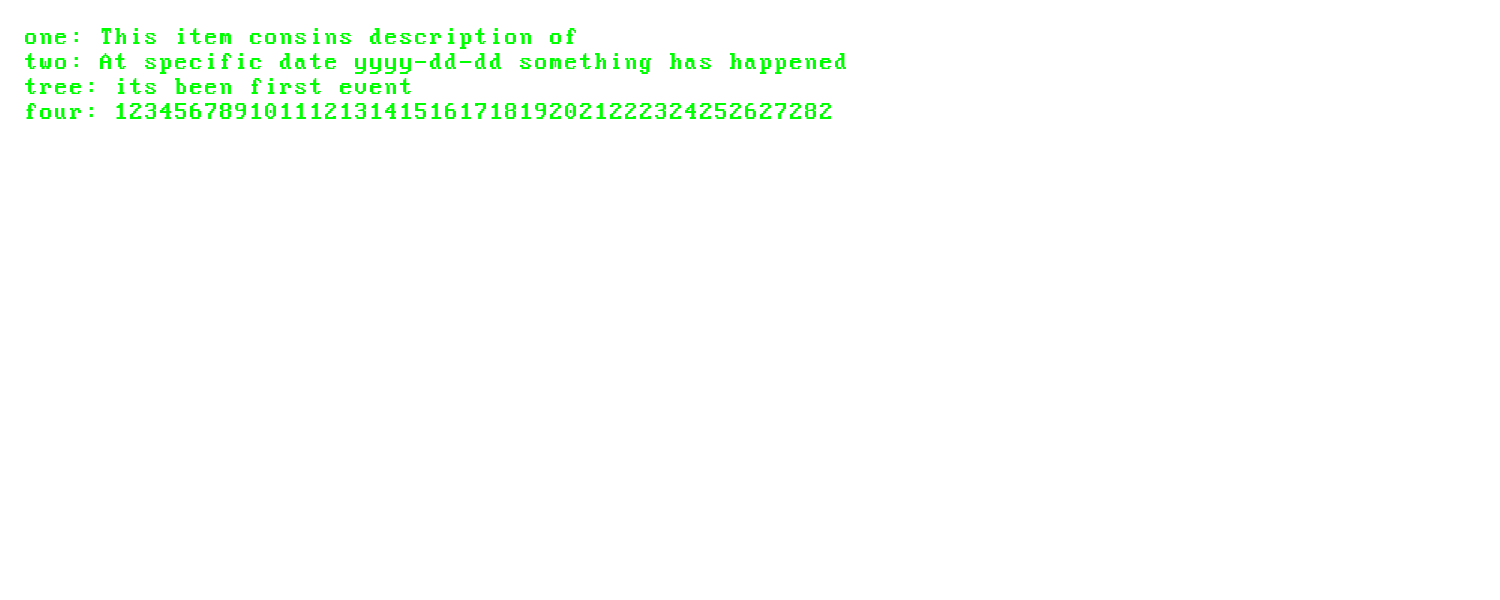 one: This item consins description of
two: At specific date yyyy-dd-dd something has happened
tree: its been first event
four: 123456789101112131415161718192021222324252627282